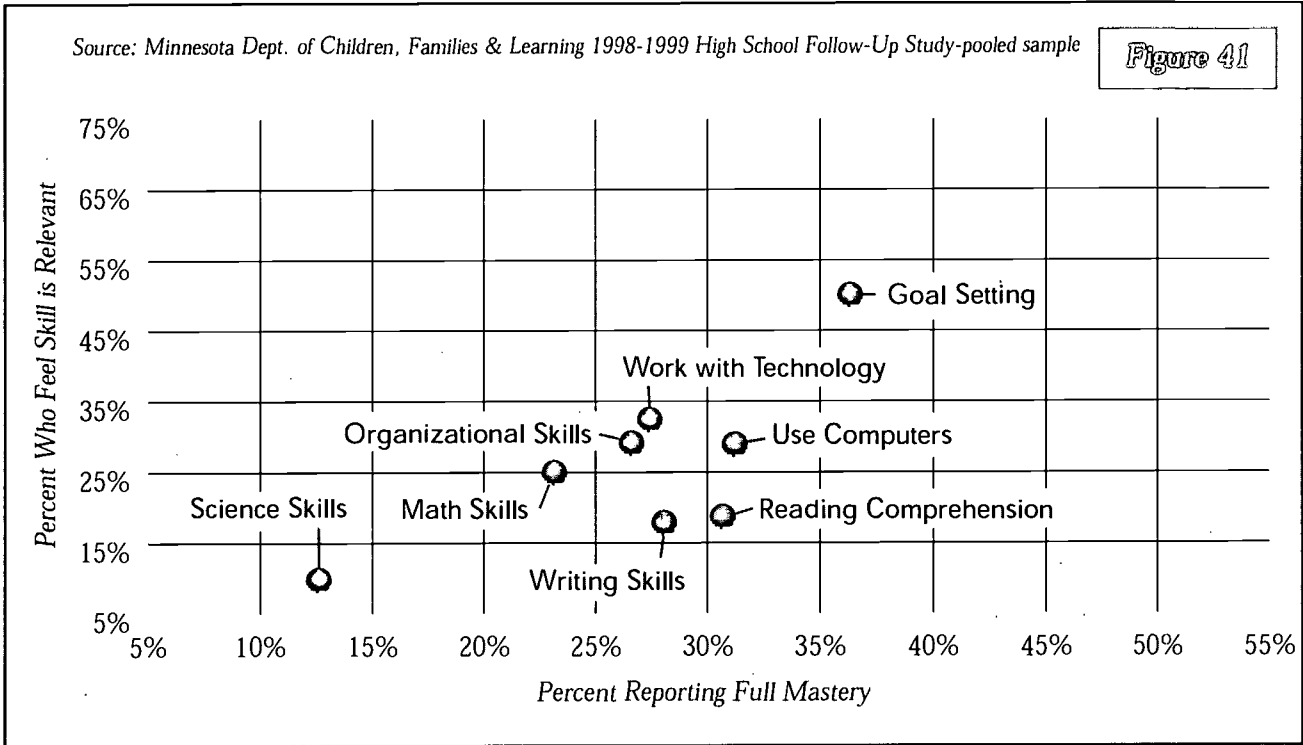 Source: Minnesota Dept. of Children, Families & Learning 1998-1999 High School Follow-Up Study-pooled sample
Figure 41
Percent Who Feel Skill is Relevant
75%
65%
55%
45%
35%
25%
15%
5%
Goal Setting
Work with Technology
Organizational Skills
Use Computers
Science Skills
Math Skills
Reading Comprehension
Writing Skills
5% 10% 15% 20% 25% 30% 35% 40% 45% 50% 55%
Percent Reporting Full Mastery